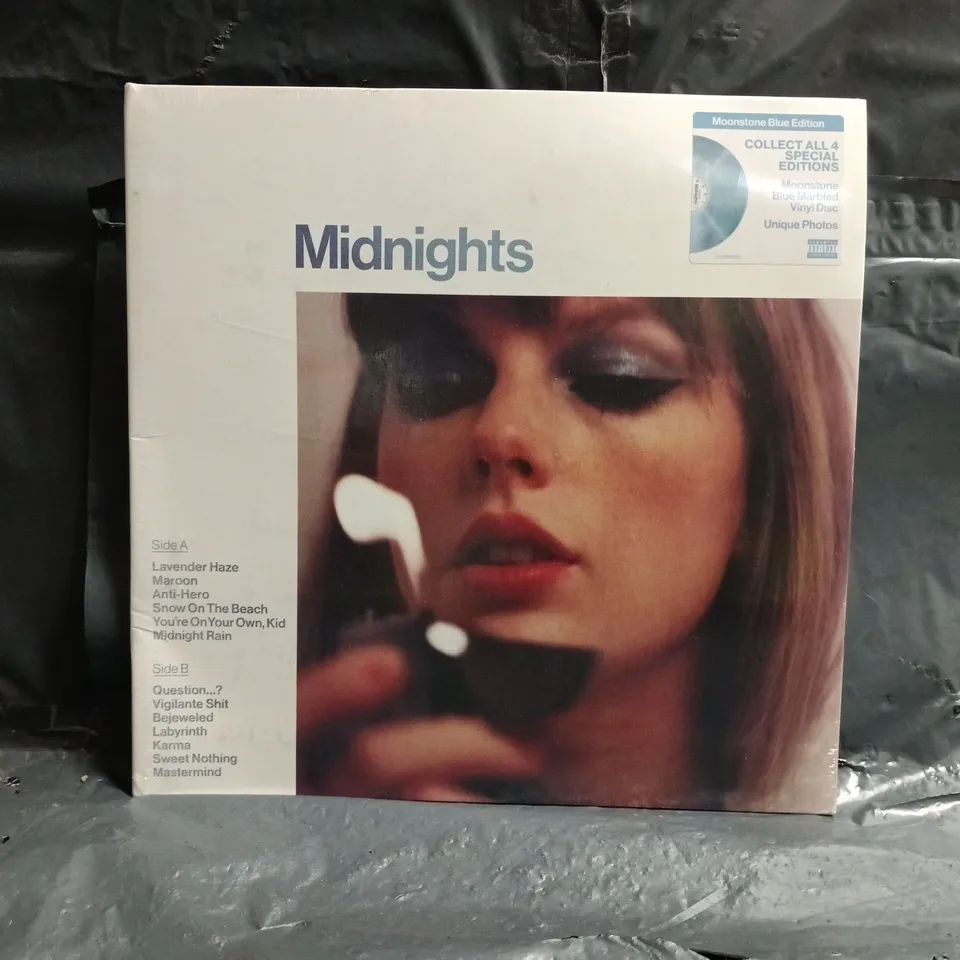 Moonstone Blue Edition
COLLECT ALL 4
SPECIAL
EDITIONS
Moonstone
Blue Marbled
Vinyl Disc
Unique Photos
PARENTAL
ADVISORY
Midnights
Side A
Lavender Haze
Maroon
Anti-Hero
Snow On The Beach
You're On Your Own, Kid
Midnight Rain
Side B
Question...?
Vigilante Shit
Bejeweled
Labyrinth
Karma
Sweet Nothing
Mastermind